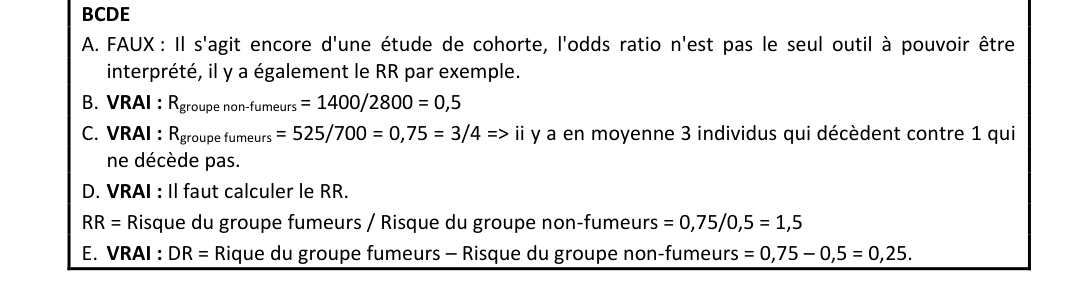 BCDE
A. FAUX : Il s'agit encore d'une étude de cohorte, l'odds ratio n'est pas le seul outil à pouvoir être
interprété, il y a également le RR par exemple.
B. VRAI : Rgroupe non-fumeurs = 1400/2800 = 0,5
C. VRAI : Rgroupe fumeurs = 525/700 = 0,75 = 3/4 => ii y a en moyenne 3 individus qui décèdent contre 1 qui
ne décède pas.
D. VRAI : Il faut calculer le RR.
RR = Risque du groupe fumeurs / Risque du groupe non-fumeurs = 0,75/0,5 = 1,5
E. VRAI : DR = Rique du groupe fumeurs – Risque du groupe non-fumeurs = 0,75 – 0,5 = 0,25.